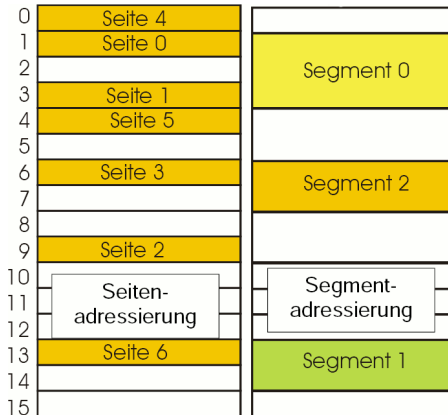 0 Seite 4
1 Seite 0
2
Segment 0
3 Seite 1
4 Seite 5
5
6 Seite 3
Segment 2
7
8
9 Seite 2
10
Seiten-
adressierung
Segment-
adressierung
11
12
13 Seite 6
Segment 1
14
15